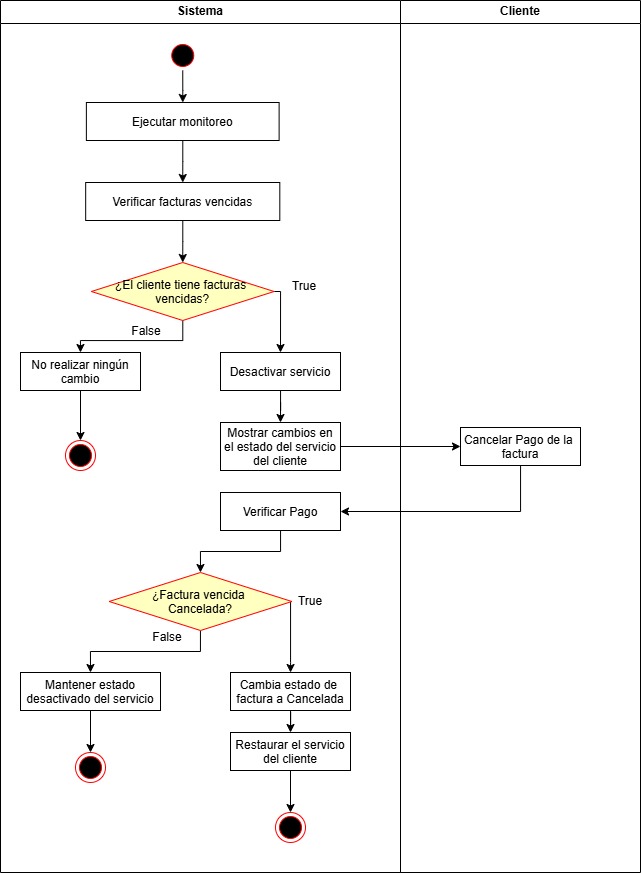 Sistema
Cliente
Ejecutar monitoreo
Verificar facturas vencidas
¿El cliente tiene facturas
vencidas?
True
False
No realizar ningún
cambio
Desactivar servicio
Mostrar cambios en
el estado del servicio
del cliente
Cancelar Pago de la
factura
Verificar Pago
¿Factura vencida
Cancelada?
True
False
Mantener estado
desactivado del servicio
Cambia estado de
factura a Cancelada
Restaurar el servicio
del cliente